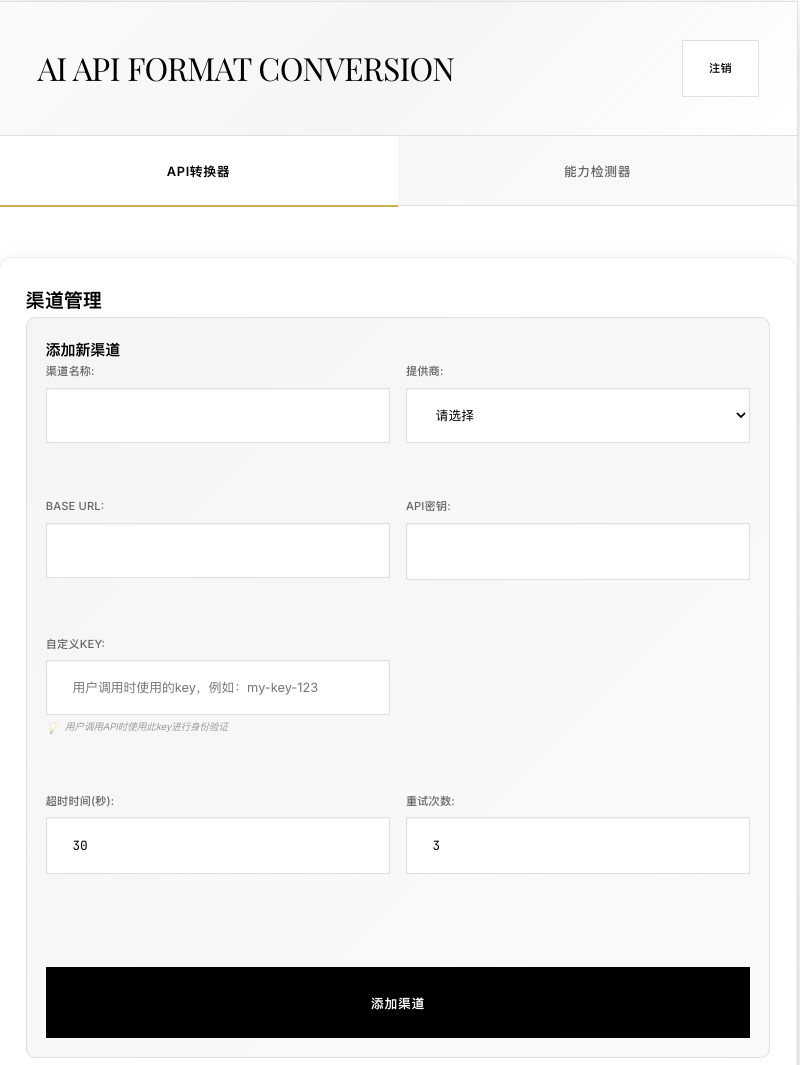 AI API FORMAT CONVERSION
注销
API转换器
能力检测器
渠道管理
添加新渠道
渠道名称:
提供商:
请选择
BASE URL:
API密钥:
自定义KEY:
用户调用时使用的key，例如：my-key-123
💡 用户调用API时使用此key进行身份验证
超时时间(秒):
重试次数:
30
3
添加渠道